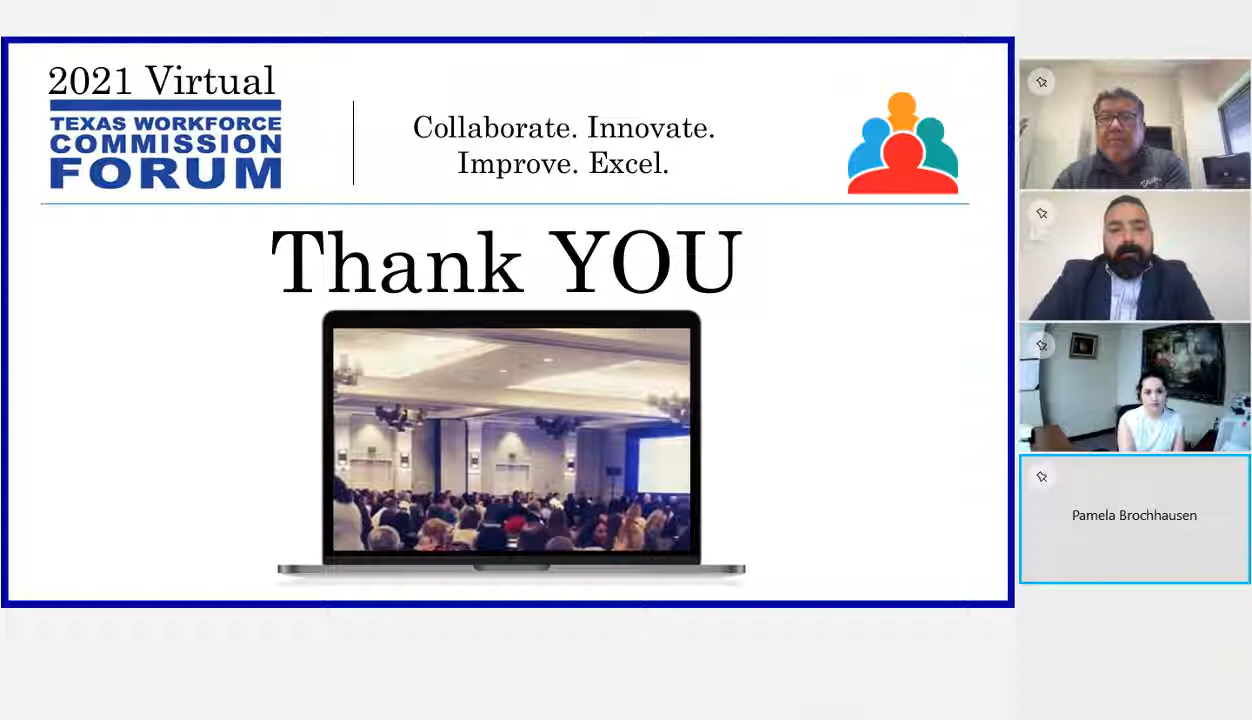 2021 Virtual
TEXAS WORKFORCE
COMMISSION
FORUM
Collaborate. Innovate.
Improve. Excel.
Thank YOU
Pamela Brochhausen